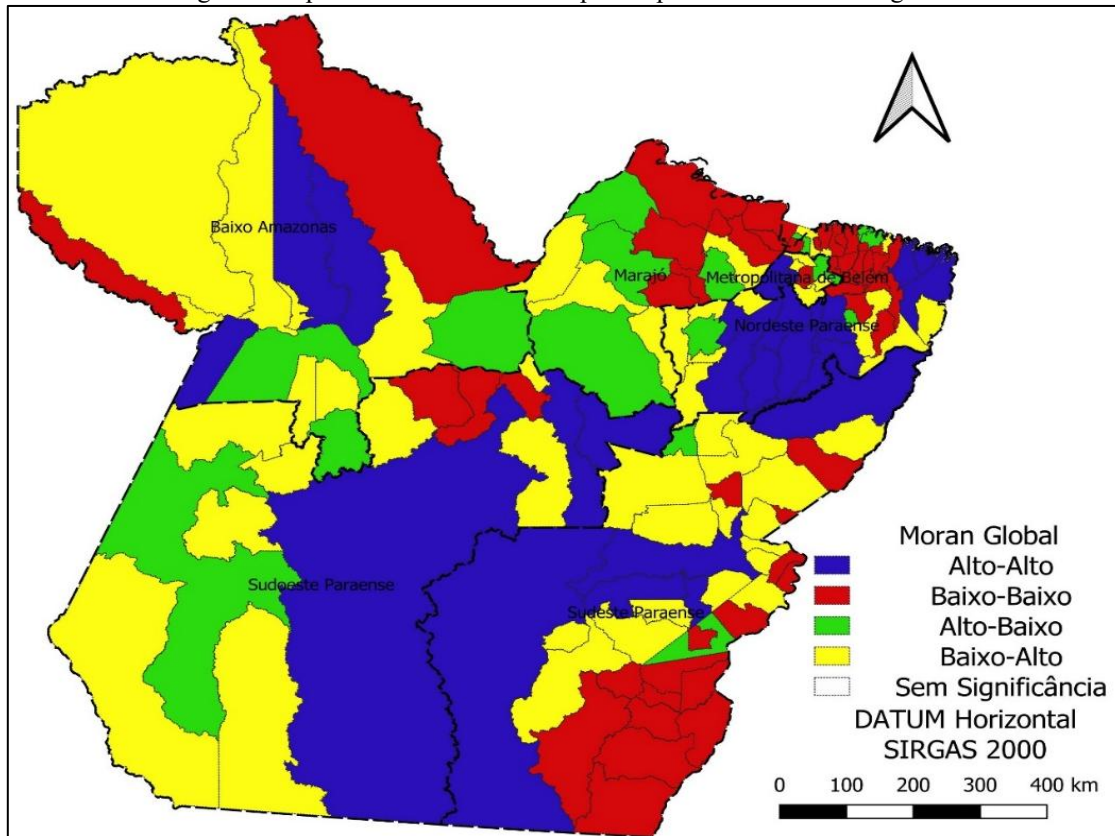 Baixo Amazonas
Marajó
Metropolitana de Belém
Nordeste Paraense
Sudoeste Paraense
Sudeste Paraense
Moran Global
Alto-Alto
Baixo-Baixo
Alto-Baixo
Baixo-Alto
Sem Significância
DATUM Horizontal
SIRGAS 2000
0 100 200 300 400 km